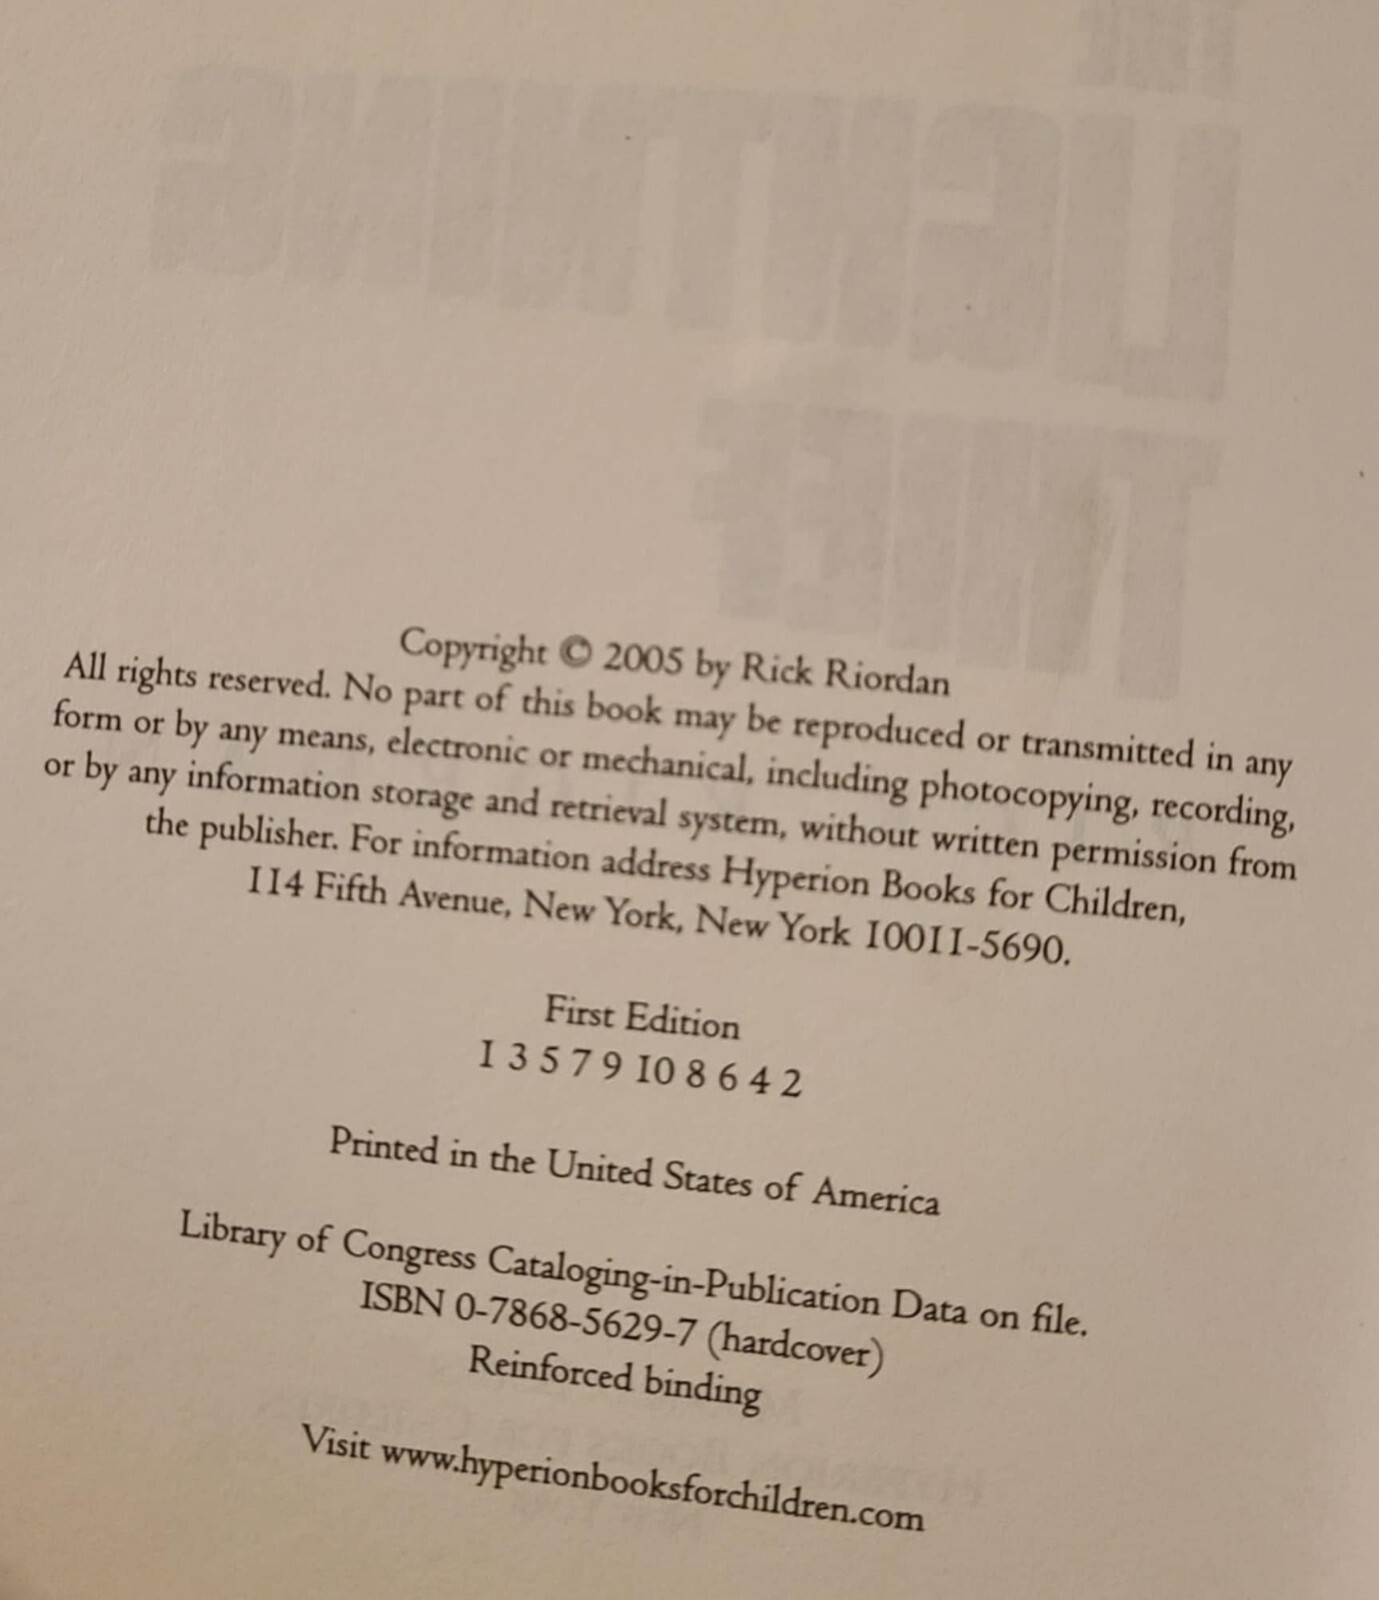 THE
LIGHTNING
THIEF
Copyright © 2005 by Rick Riordan
All rights reserved. No part of this book may be reproduced or transmitted in any
form or by any means, electronic or mechanical, including photocopying, recording,
or by any information storage and retrieval system, without written permission from
the publisher. For information address Hyperion Books for Children,
114 Fifth Avenue, New York, New York 10011-5690.
First Edition
1 3 5 7 9 10 8 6 4 2
Printed in the United States of America
Library of Congress Cataloging-in-Publication Data on file.
ISBN 0-7868-5629-7 (hardcover)
Reinforced binding
Visit www.hyperionbooksforchildren.com